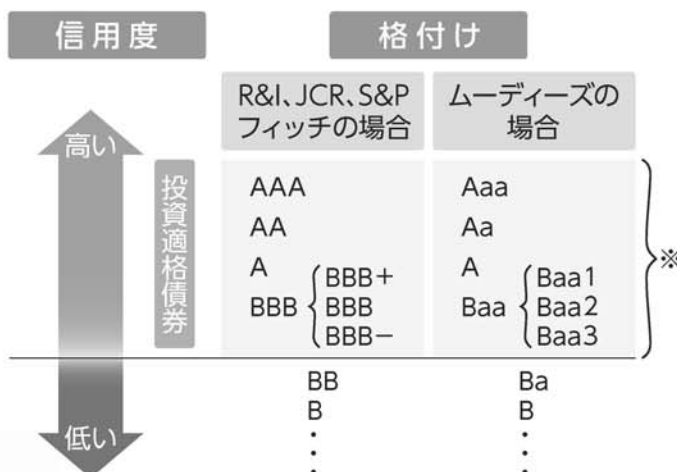 信用度
格付け
R&I、JCR、S&P
フィッチの場合
ムーディーズの
場合
高い
投資適格債券
AAA
Aaa
AA
Aa
A
A
BBB
BBB+
BBB
BBB−
Baa
Baa1
Baa2
Baa3
※
BB
Ba
B
B
・
・
・
・
・
・
低い